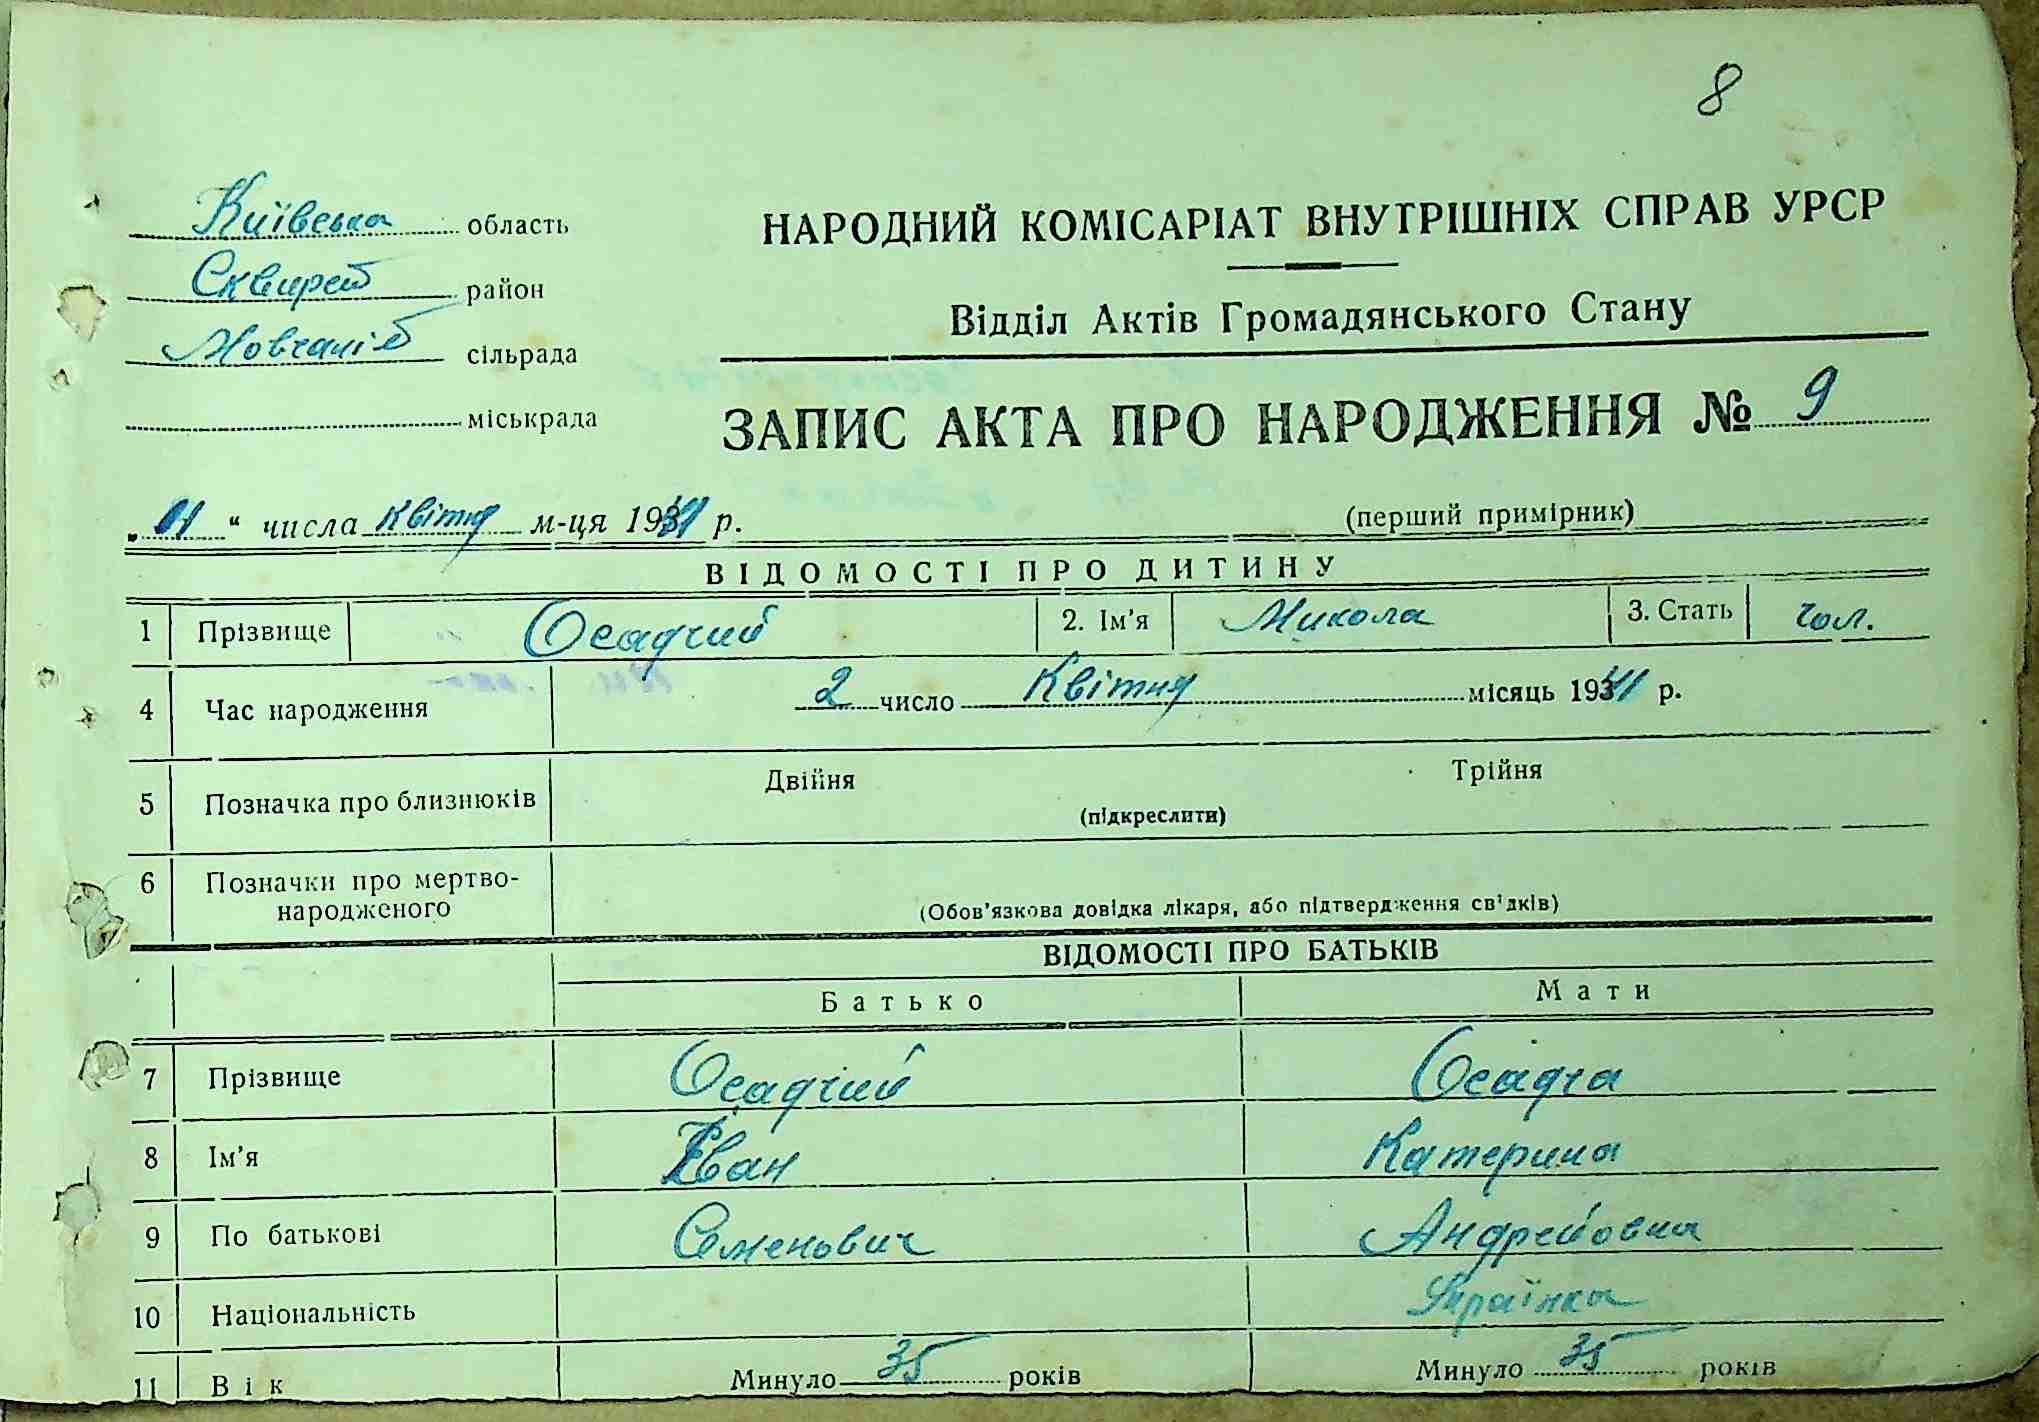 8
Київська область
НАРОДНИЙ КОМІСАРІАТ ВНУТРІШНІХ СПРАВ УРСР
Сквирсь район
Відділ Актів Громадянського Стану
сільрада
міськрада
ЗАПИС АКТА ПРО НАРОДЖЕННЯ № 9
„ “ числа квітня м-ця 1941 р.
(перший примірник)
ВІДОМОСТІ ПРО ДИТИНУ
1 Прізвище Осадчий 2. Ім'я Микола 3. Стать чол.
4 Час народження 2 число Квітня місяць 1941 р.
5 Позначка про близнюків Двійня Трійня
(підкреслити)
6 Позначки про мертво-
народженого
(Обов'язкова довідка лікаря, або підтвердження св'дків)
ВІДОМОСТІ ПРО БАТЬКІВ
Батько Мати
7 Прізвище Осадчий Осадча
8 Ім'я Іван Катерина
9 По батькові Семенович Андрейовна
10 Національність Українка
11 Вік Минуло 35 років Минуло 35 років